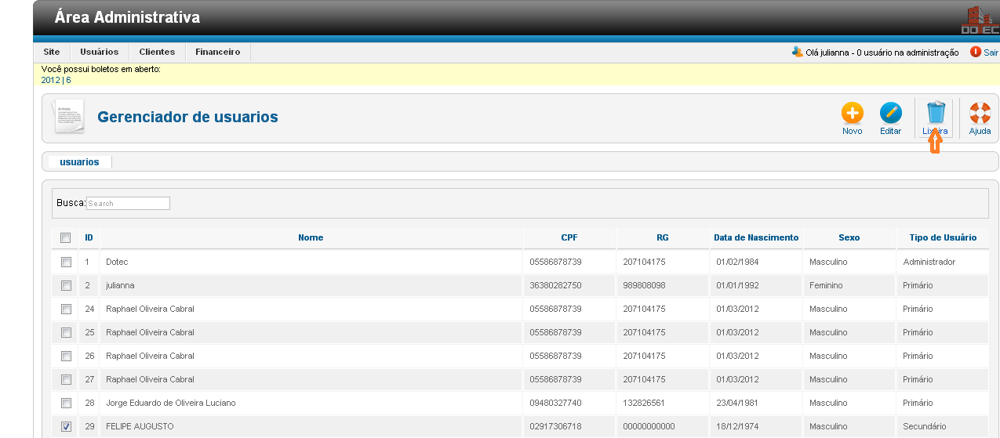 Área Administrativa
DOTEC
Site Usuários Clientes Financeiro Olá julianna - 0 usuário na administração Sair
Você possui boletos em aberto:
2012 | 6
Gerenciador de usuarios Novo Editar Lixeira Ajuda
usuarios
Busca: Search
ID Nome CPF RG Data de Nascimento Sexo Tipo de Usuário
1 Dotec 05586878739 207104175 01/02/1984 Masculino Administrador
2 julianna 36380282750 989808098 01/01/1992 Feminino Primário
24 Raphael Oliveira Cabral 05586878739 207104175 01/03/2012 Masculino Primário
25 Raphael Oliveira Cabral 05586878739 207104175 01/03/2012 Masculino Primário
26 Raphael Oliveira Cabral 05586878739 207104175 01/03/2012 Masculino Primário
27 Raphael Oliveira Cabral 05586878739 207104175 01/03/2012 Masculino Primário
28 Jorge Eduardo de Oliveira Luciano 09480327740 132826561 23/04/1981 Masculino Primário
29 FELIPE AUGUSTO 02917306718 00000000000 18/12/1974 Masculino Secundário